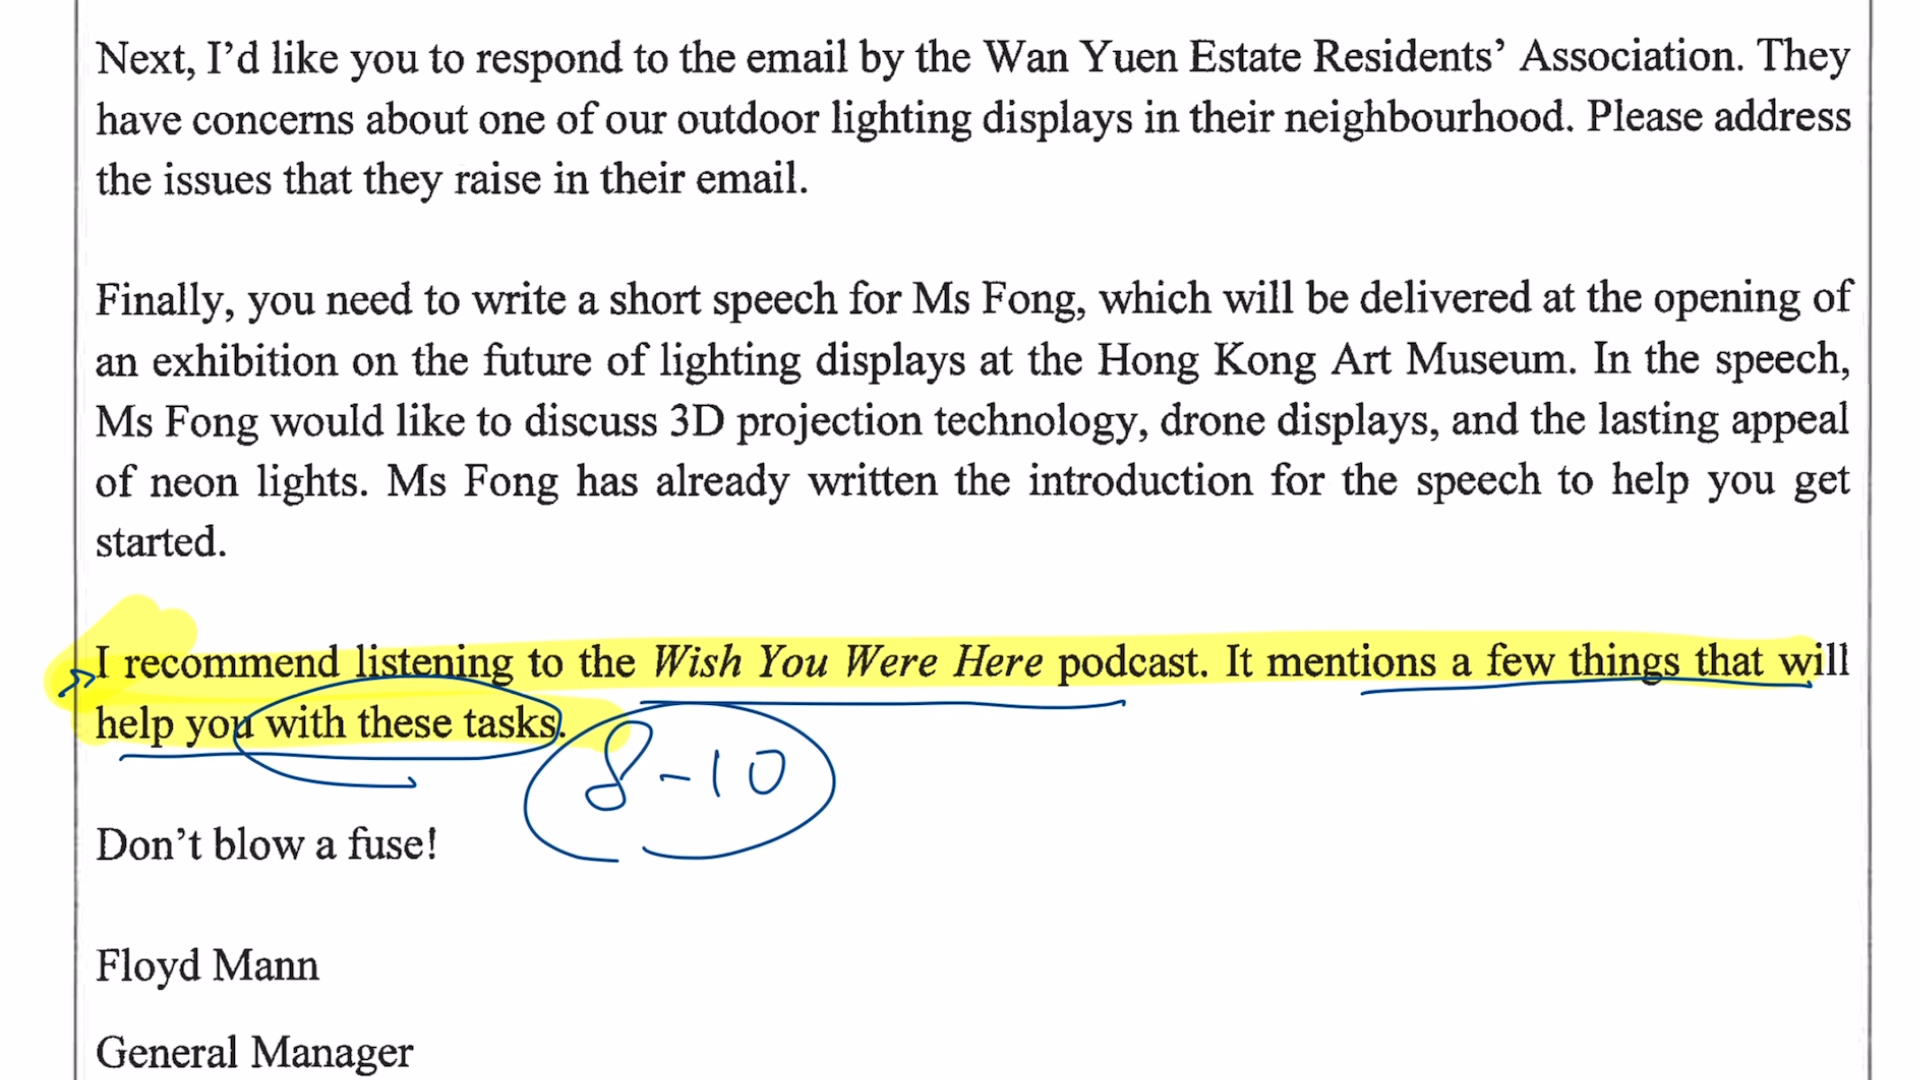 Next, I’d like you to respond to the email by the Wan Yuen Estate Residents’ Association. They
have concerns about one of our outdoor lighting displays in their neighbourhood. Please address
the issues that they raise in their email.
Finally, you need to write a short speech for Ms Fong, which will be delivered at the opening of
an exhibition on the future of lighting displays at the Hong Kong Art Museum. In the speech,
Ms Fong would like to discuss 3D projection technology, drone displays, and the lasting appeal
of neon lights. Ms Fong has already written the introduction for the speech to help you get
started.
I recommend listening to the Wish You Were Here podcast. It mentions a few things that will
help you with these tasks.
8-10
Don’t blow a fuse!
Floyd Mann
General Manager